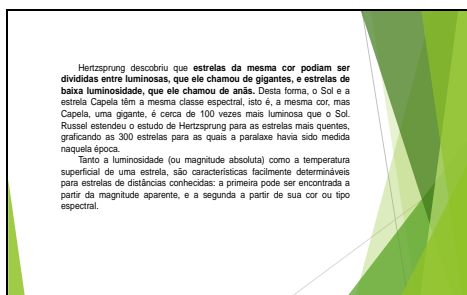 Hertzsprung descobriu que estrelas da mesma cor podiam ser
divididas entre luminosas, que ele chamou de gigantes, e estrelas de
baixa luminosidade, que ele chamou de anãs. Desta forma, o Sol e a
estrela Capela têm a mesma classe espectral, isto é, a mesma cor, mas
Capela, uma gigante, é cerca de 100 vezes mais luminosa que o Sol.
Russel estendeu o estudo de Hertzsprung para as estrelas mais quentes,
graficando as 300 estrelas para as quais a paralaxe havia sido medida
naquela época.
Tanto a luminosidade (ou magnitude absoluta) como a temperatura
superficial de uma estrela, são características facilmente determináveis
para estrelas de distâncias conhecidas: a primeira pode ser encontrada a
partir da magnitude aparente, e a segunda a partir de sua cor ou tipo
espectral.